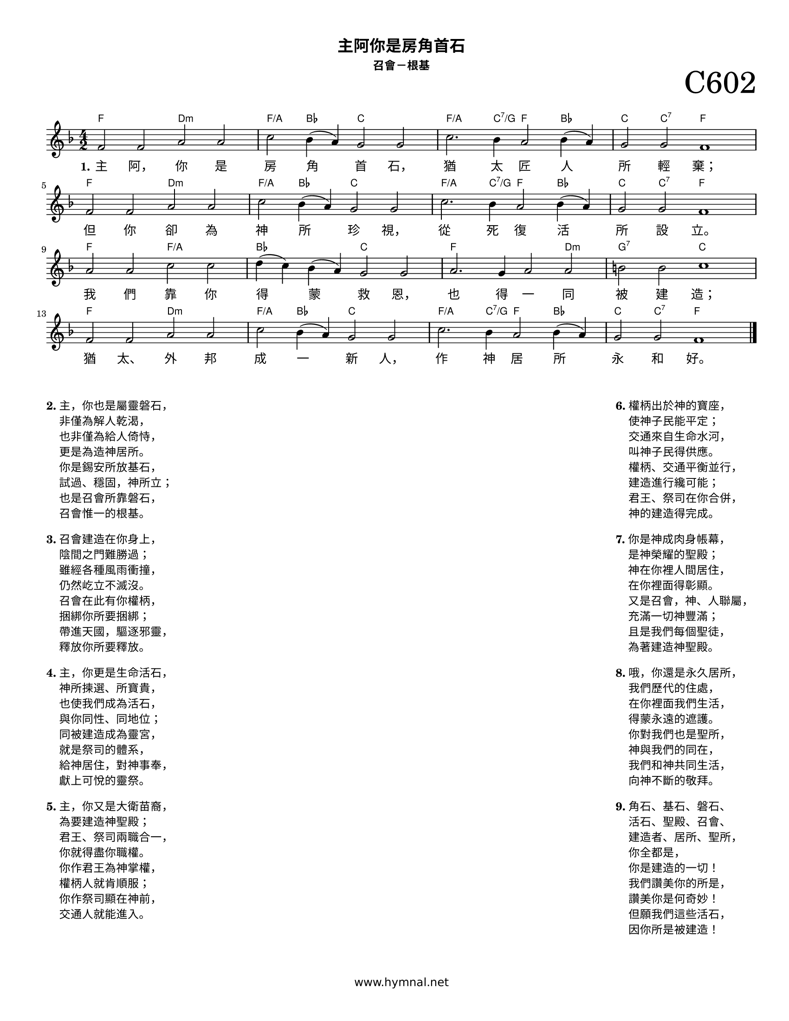 主阿你是房角首石
召會－根基
C602
F Dm F/A B♭ C F/A C7/G F B♭ C C7 F
4 2
1. 主 阿， 你 是 房 角 首 石， 猶 太 匠 人 所 輕 棄；
5 F Dm F/A B♭ C F/A C7/G F B♭ C C7 F
但 你 卻 為 神 所 珍 視， 從 死 復 活 所 設 立。
9 F F/A B♭ C F Dm G7 C
我 們 靠 你 得 蒙 救 恩， 也 得 一 同 被 建 造；
13 F Dm F/A B♭ C F/A C7/G F B♭ C C7 F
猶 太、 外 邦 成 一 新 人， 作 神 居 所 永 和 好。
2. 主，你也是屬靈磐石，
非僅為解人乾渴，
也非僅為給人倚恃，
更是為造神居所。
你是錫安所放基石，
試過、穩固，神所立；
也是召會所靠磐石，
召會惟一的根基。
3. 召會建造在你身上，
陰間之門難勝過；
雖經各種風雨衝撞，
仍然屹立不滅沒。
召會在此有你權柄，
捆綁你所要捆綁；
帶進天國，驅逐邪靈，
釋放你所要釋放。
4. 主，你更是生命活石，
神所揀選、所寶貴，
也使我們成為活石，
與你同性、同地位；
同被建造成為靈宮，
就是祭司的體系，
給神居住，對神事奉，
獻上可悅的靈祭。
5. 主，你又是大衛苗裔，
為要建造神聖殿；
君王、祭司兩職合一，
你就得盡你職權。
你作君王為神掌權，
權柄人就肯順服；
你作祭司顯在神前，
交通人就能進入。
6. 權柄出於神的寶座，
使神子民能平定；
交通來自生命水河，
叫神子民得供應。
權柄、交通平衡並行，
建造進行纔可能；
君王、祭司在你合併，
神的建造得完成。
7. 你是神成肉身帳幕，
是神榮耀的聖殿；
神在你裡人間居住，
在你裡面得彰顯。
又是召會，神、人聯屬，
充滿一切神豐滿；
且是我們每個聖徒，
為著建造神聖殿。
8. 哦，你還是永久居所，
我們歷代的住處，
在你裡面我們生活，
得蒙永遠的遮護。
你對我們也是聖所，
神與我們的同在，
我們和神共同生活，
向神不斷的敬拜。
9. 角石、基石、磐石、
活石、聖殿、召會、
建造者、居所、聖所，
你全都是，
你是建造的一切！
我們讚美你的所是，
讚美你是何奇妙！
但願我們這些活石，
因你所是被建造！
www.hymnal.net